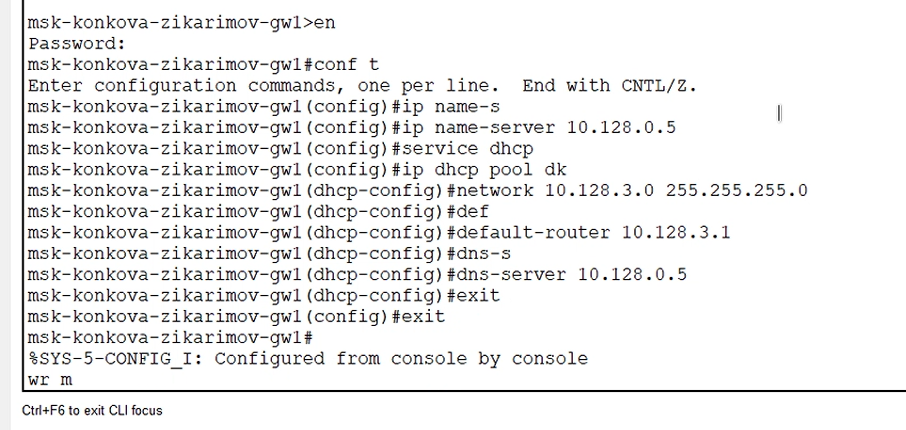 msk-konkova-zikarimov-gw1>en
Password:
msk-konkova-zikarimov-gw1#conf t
Enter configuration commands, one per line.  End with CNTL/Z.
msk-konkova-zikarimov-gw1(config)#ip name-s
msk-konkova-zikarimov-gw1(config)#ip name-server 10.128.0.5
msk-konkova-zikarimov-gw1(config)#service dhcp
msk-konkova-zikarimov-gw1(config)#ip dhcp pool dk
msk-konkova-zikarimov-gw1(dhcp-config)#network 10.128.3.0 255.255.255.0
msk-konkova-zikarimov-gw1(dhcp-config)#def
msk-konkova-zikarimov-gw1(dhcp-config)#default-router 10.128.3.1
msk-konkova-zikarimov-gw1(dhcp-config)#dns-s
msk-konkova-zikarimov-gw1(dhcp-config)#dns-server 10.128.0.5
msk-konkova-zikarimov-gw1(dhcp-config)#exit
msk-konkova-zikarimov-gw1(config)#exit
msk-konkova-zikarimov-gw1#
%SYS-5-CONFIG_I: Configured from console by console
wr m
Ctrl+F6 to exit CLI focus